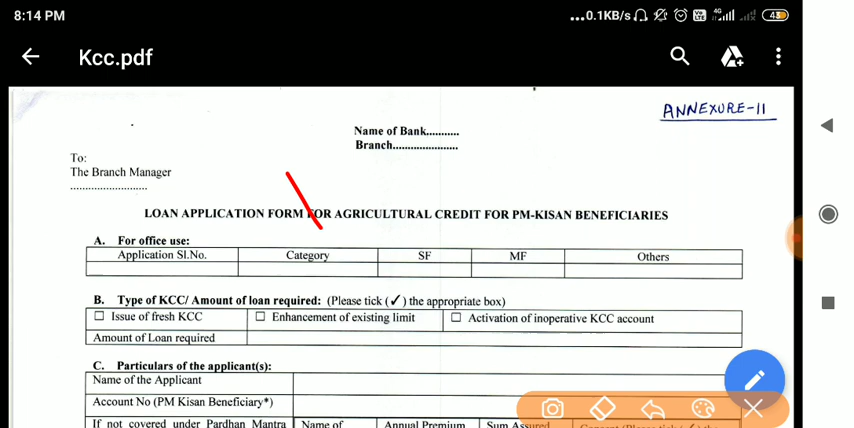 8:14 PM ...0.1KB/s 4G 43
Kcc.pdf
ANNEXURE-II
Name of Bank...........
Branch......................
To:
The Branch Manager
..........................
LOAN APPLICATION FORM FOR AGRICULTURAL CREDIT FOR PM-KISAN BENEFICIARIES
A. For office use:
Application Sl.No. Category SF MF Others
B. Type of KCC/ Amount of loan required: (Please tick (✓) the appropriate box)
☐ Issue of fresh KCC ☐ Enhancement of existing limit ☐ Activation of inoperative KCC account
Amount of Loan required
C. Particulars of the applicant(s):
Name of the Applicant
Account No (PM Kisan Beneficiary*)
If not covered under Pardhan Mantra Name of Annual Premium Sum Assured